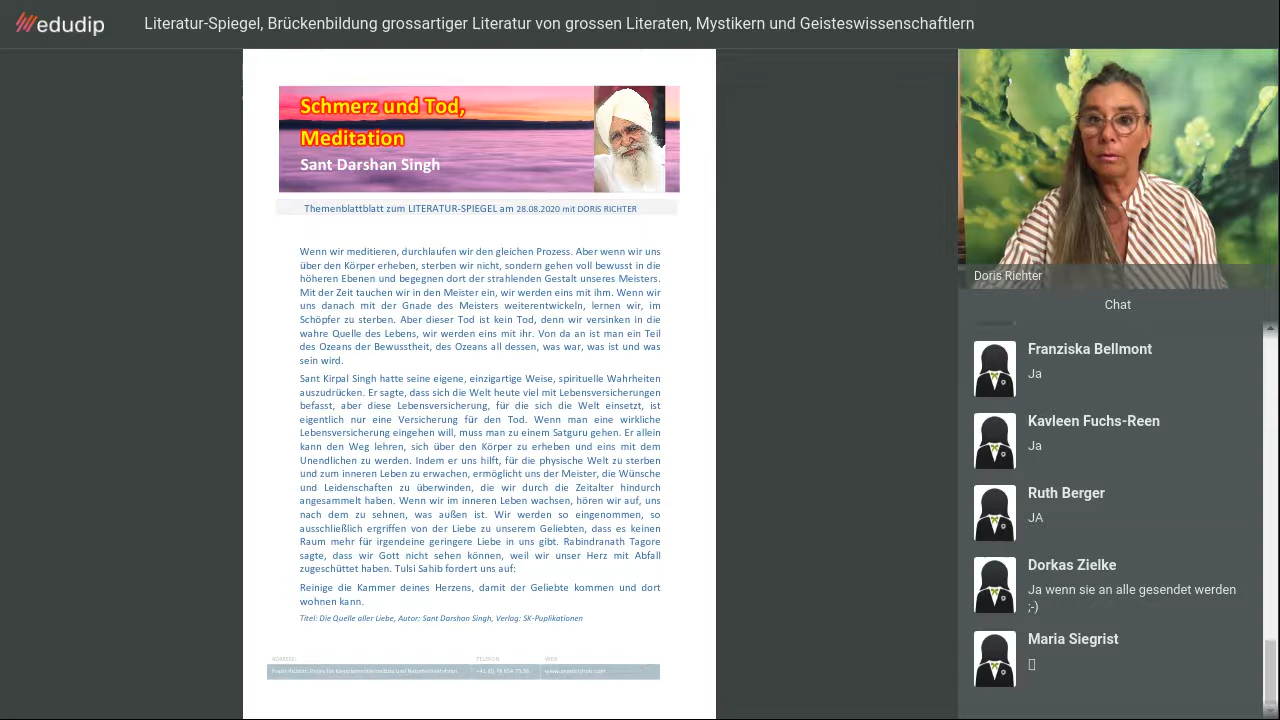 edudip
Literatur-Spiegel, Brückenbildung grossartiger Literatur von grossen Literaten, Mystikern und Geisteswissenschaftlern
Schmerz und Tod,
Meditation
Sant Darshan Singh
Themenblattblatt zum LITERATUR-SPIEGEL am 28.08.2020 mit DORIS RICHTER
Wenn wir meditieren, durchlaufen wir den gleichen Prozess. Aber wenn wir uns
über den Körper erheben, sterben wir nicht, sondern gehen voll bewusst in die
höheren Ebenen und begegnen dort der strahlenden Gestalt unseres Meisters.
Mit der Zeit tauchen wir in den Meister ein, wir werden eins mit ihm. Wenn wir
uns danach mit der Gnade des Meisters weiterentwickeln, lernen wir, im
Schöpfer zu sterben. Aber dieser Tod ist kein Tod, denn wir versinken in die
wahre Quelle des Lebens, wir werden eins mit ihr. Von da an ist man ein Teil
des Ozeans der Bewusstheit, des Ozeans all dessen, was war, was ist und was
sein wird.
Sant Kirpal Singh hatte seine eigene, einzigartige Weise, spirituelle Wahrheiten
auszudrücken. Er sagte, dass sich die Welt heute viel mit Lebensversicherungen
befasst, aber diese Lebensversicherung, für die sich die Welt einsetzt, ist
eigentlich nur eine Versicherung für den Tod. Wenn man eine wirkliche
Lebensversicherung eingehen will, muss man zu einem Satguru gehen. Er allein
kann den Weg lehren, sich über den Körper zu erheben und eins mit dem
Unendlichen zu werden. Indem er uns hilft, für die physische Welt zu sterben
und zum inneren Leben zu erwachen, ermöglicht uns der Meister, die Wünsche
und Leidenschaften zu überwinden, die wir durch die Zeitalter hindurch
angesammelt haben. Wenn wir im inneren Leben wachsen, hören wir auf, uns
nach dem zu sehnen, was außen ist. Wir werden so eingenommen, so
ausschließlich ergriffen von der Liebe zu unserem Geliebten, dass es keinen
Raum mehr für irgendeine geringere Liebe in uns gibt. Rabindranath Tagore
sagte, dass wir Gott nicht sehen können, weil wir unser Herz mit Abfall
zugeschüttet haben. Tulsi Sahib fordert uns auf:
Reinige die Kammer deines Herzens, damit der Geliebte kommen und dort
wohnen kann.
Titel: Die Quelle aller Liebe, Autor: Sant Darshan Singh, Verlag: SK-Puplikationen
TELEFON
WEB
Doris Richter
Chat
Franziska Bellmont
Ja
Kavleen Fuchs-Reen
Ja
Ruth Berger
JA
Dorkas Zielke
Ja wenn sie an alle gesendet werden
;-)
Maria Siegrist